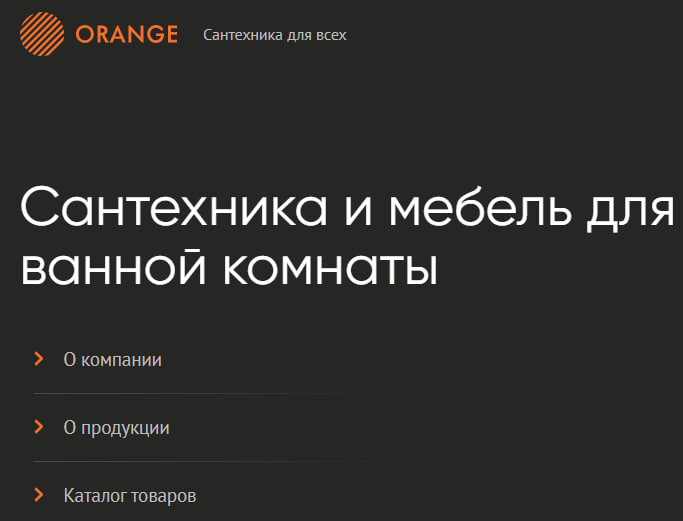 ORANGE Сантехника для всех
Сантехника и мебель для
ванной комнаты
О компании
О продукции
Каталог товаров